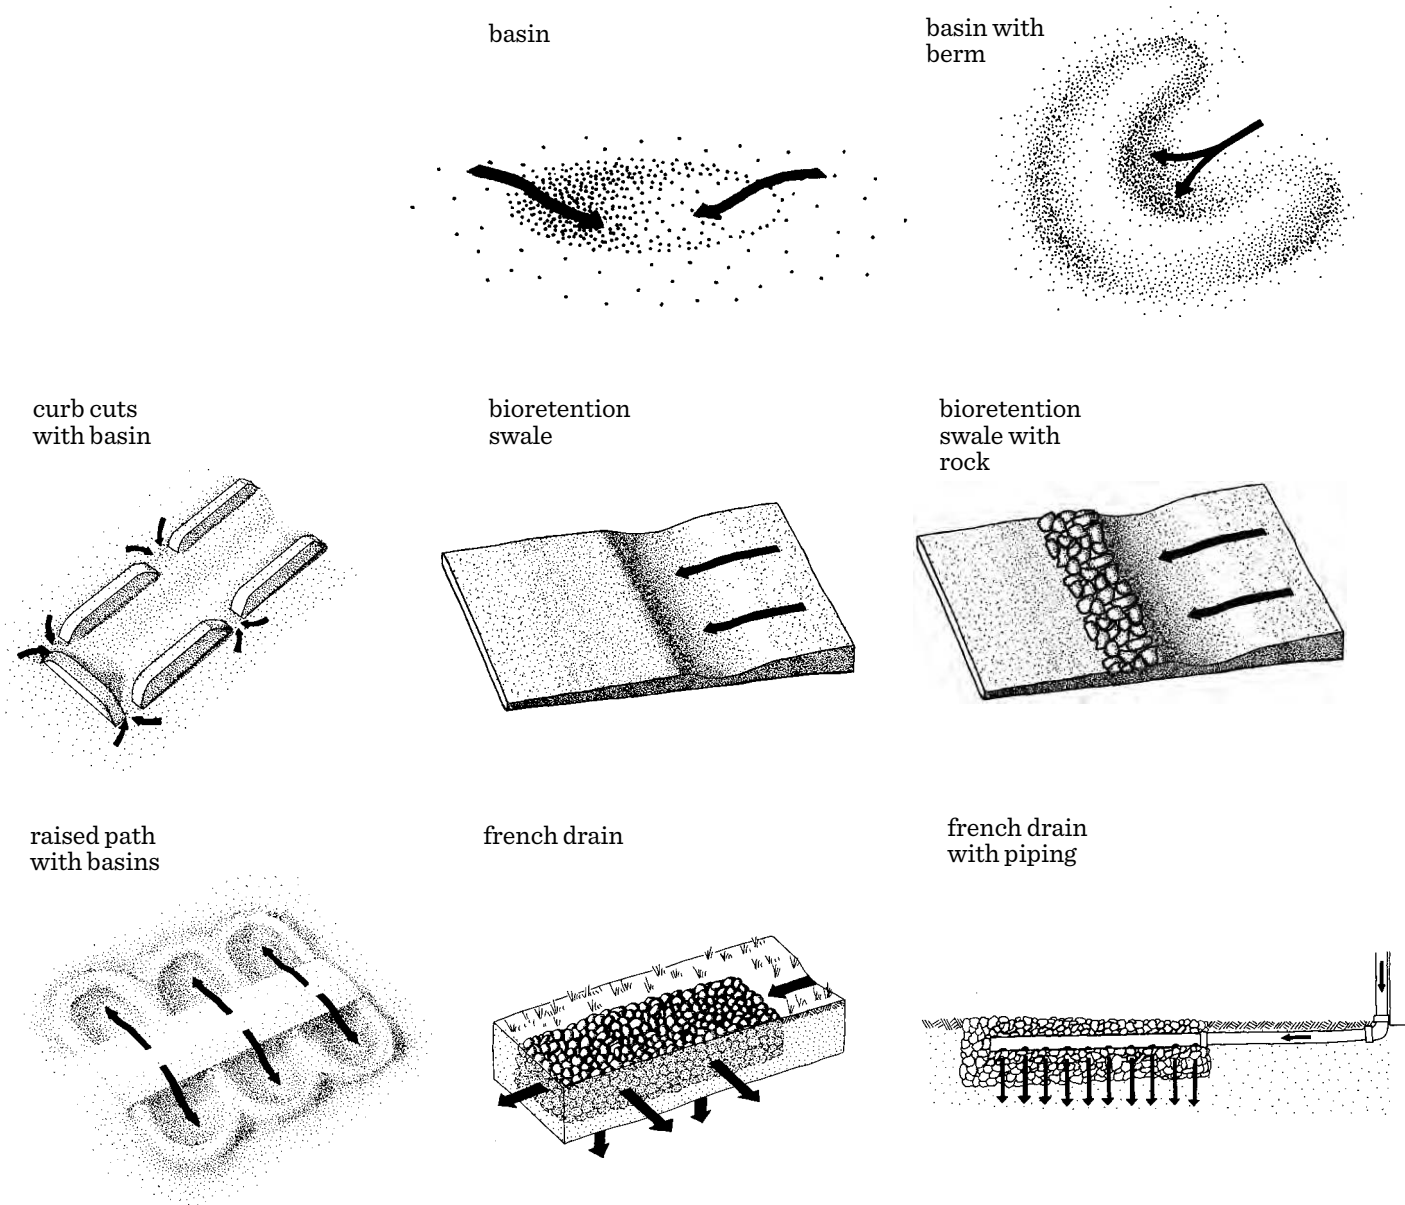 basin
basin with
berm
curb cuts
with basin
bioretention
swale
bioretention
swale with
rock
raised path
with basins
french drain
french drain
with piping